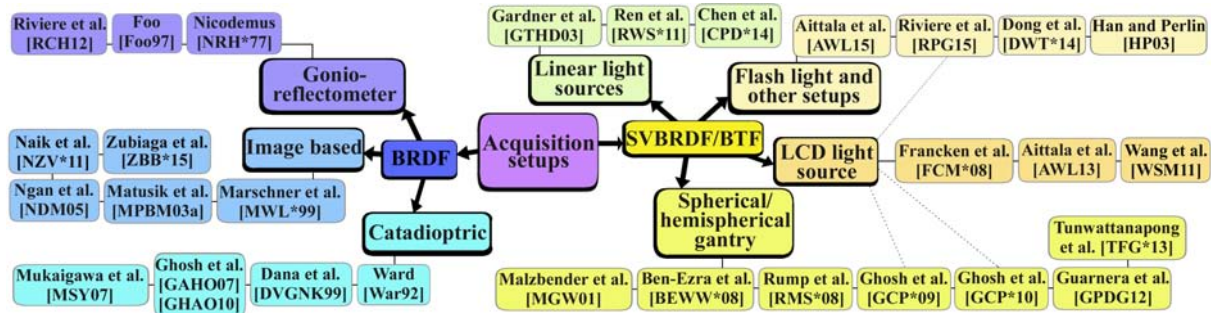 Riviere et al.
[RCH12]
Foo
[Foo97]
Nicodemus
[NRH*77]
Gonio-
reflectometer
Gardner et al.
[GTHD03]
Ren et al.
[RWS*11]
Chen et al.
[CPD*14]
Linear light
sources
Aittala et al.
[AWL15]
Riviere et al.
[RPG15]
Dong et al.
[DWT*14]
Han and Perlin
[HP03]
Flash light and
other setups
Naik et al.
[NZV*11]
Zubiaga et al.
[ZBB*15]
Image based
Ngan et al.
[NDM05]
Matusik et al.
[MPBM03a]
Marschner et al.
[MWL*99]
BRDF
Acquisition
setups
SVBRDF/BTF
LCD light
source
Francken et al.
[FCM*08]
Aittala et al.
[AWL13]
Wang et al.
[WSM11]
Catadioptric
Spherical/
hemispherical
gantry
Mukaigawa et al.
[MSY07]
Ghosh et al.
[GAHO07]
[GHAO10]
Dana et al.
[DVGNK99]
Ward
[War92]
Tunwattanapong
et al. [TFG*13]
Malzbender et al.
[MGW01]
Ben-Ezra et al.
[BEWW*08]
Rump et al.
[RMS*08]
Ghosh et al.
[GCP*09]
Ghosh et al.
[GCP*10]
Guarnera et al.
[GPDG12]